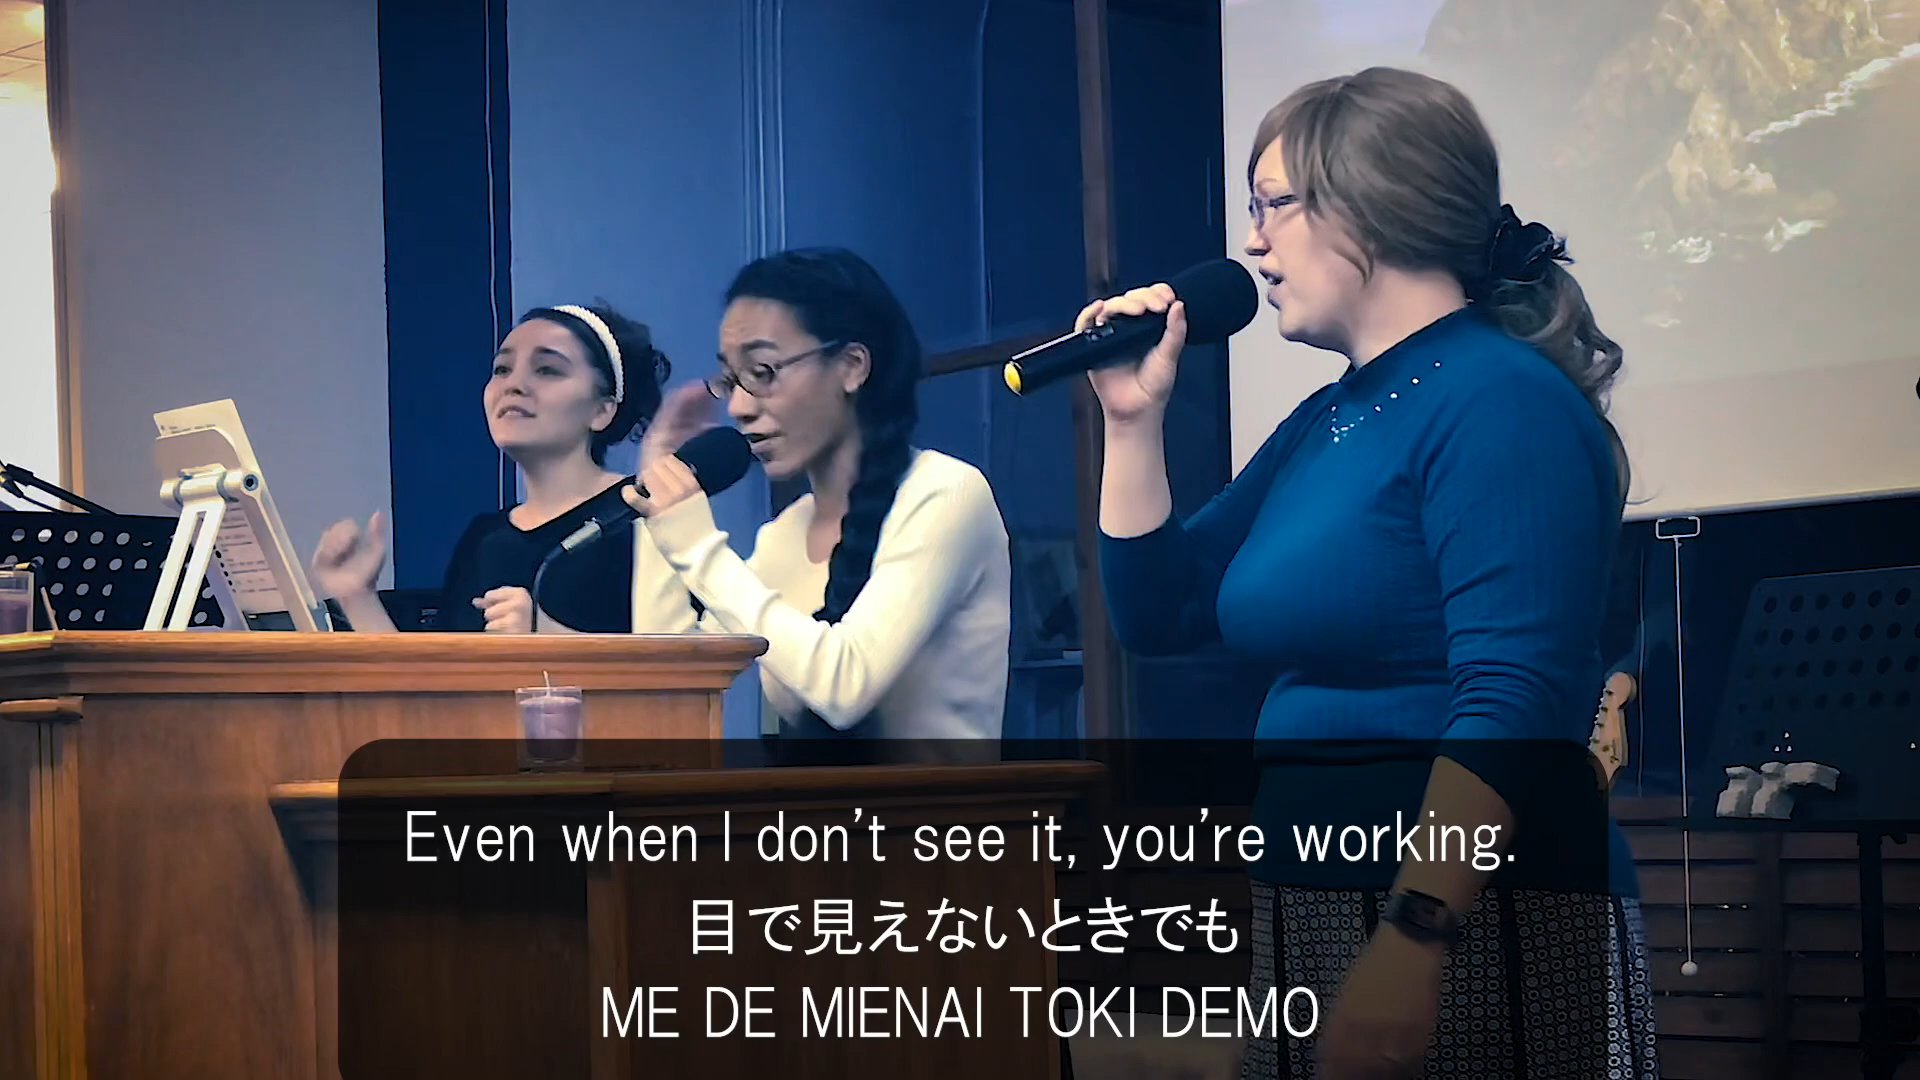 Even when I don't see it, you're working.
目で見えないときでも
ME DE MIENAI TOKI DEMO